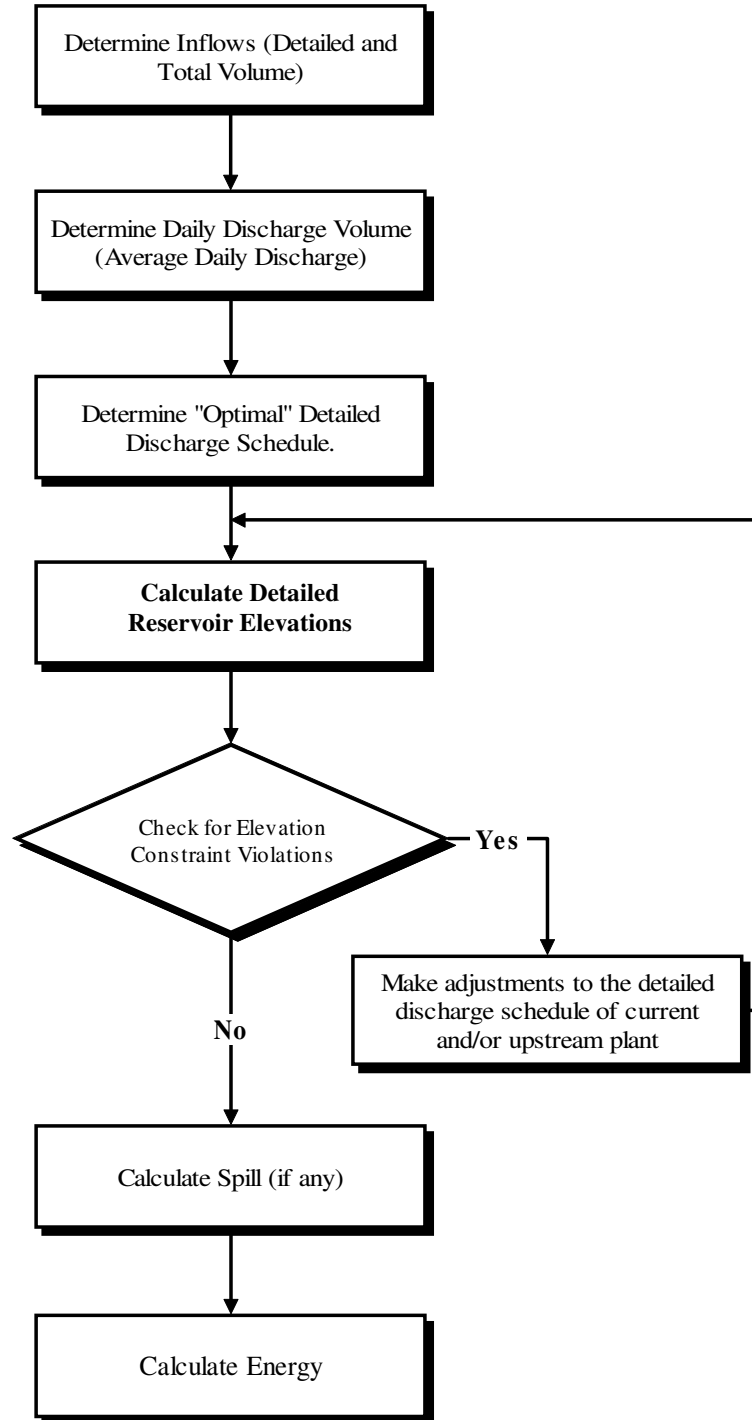 Determine Inflows (Detailed and
Total Volume)
Determine Daily Discharge Volume
(Average Daily Discharge)
Determine "Optimal" Detailed
Discharge Schedule.
Calculate Detailed
Reservoir Elevations
Check for Elevation
Constraint Violations
Yes
Make adjustments to the detailed
discharge schedule of current
and/or upstream plant
No
Calculate Spill (if any)
Calculate Energy